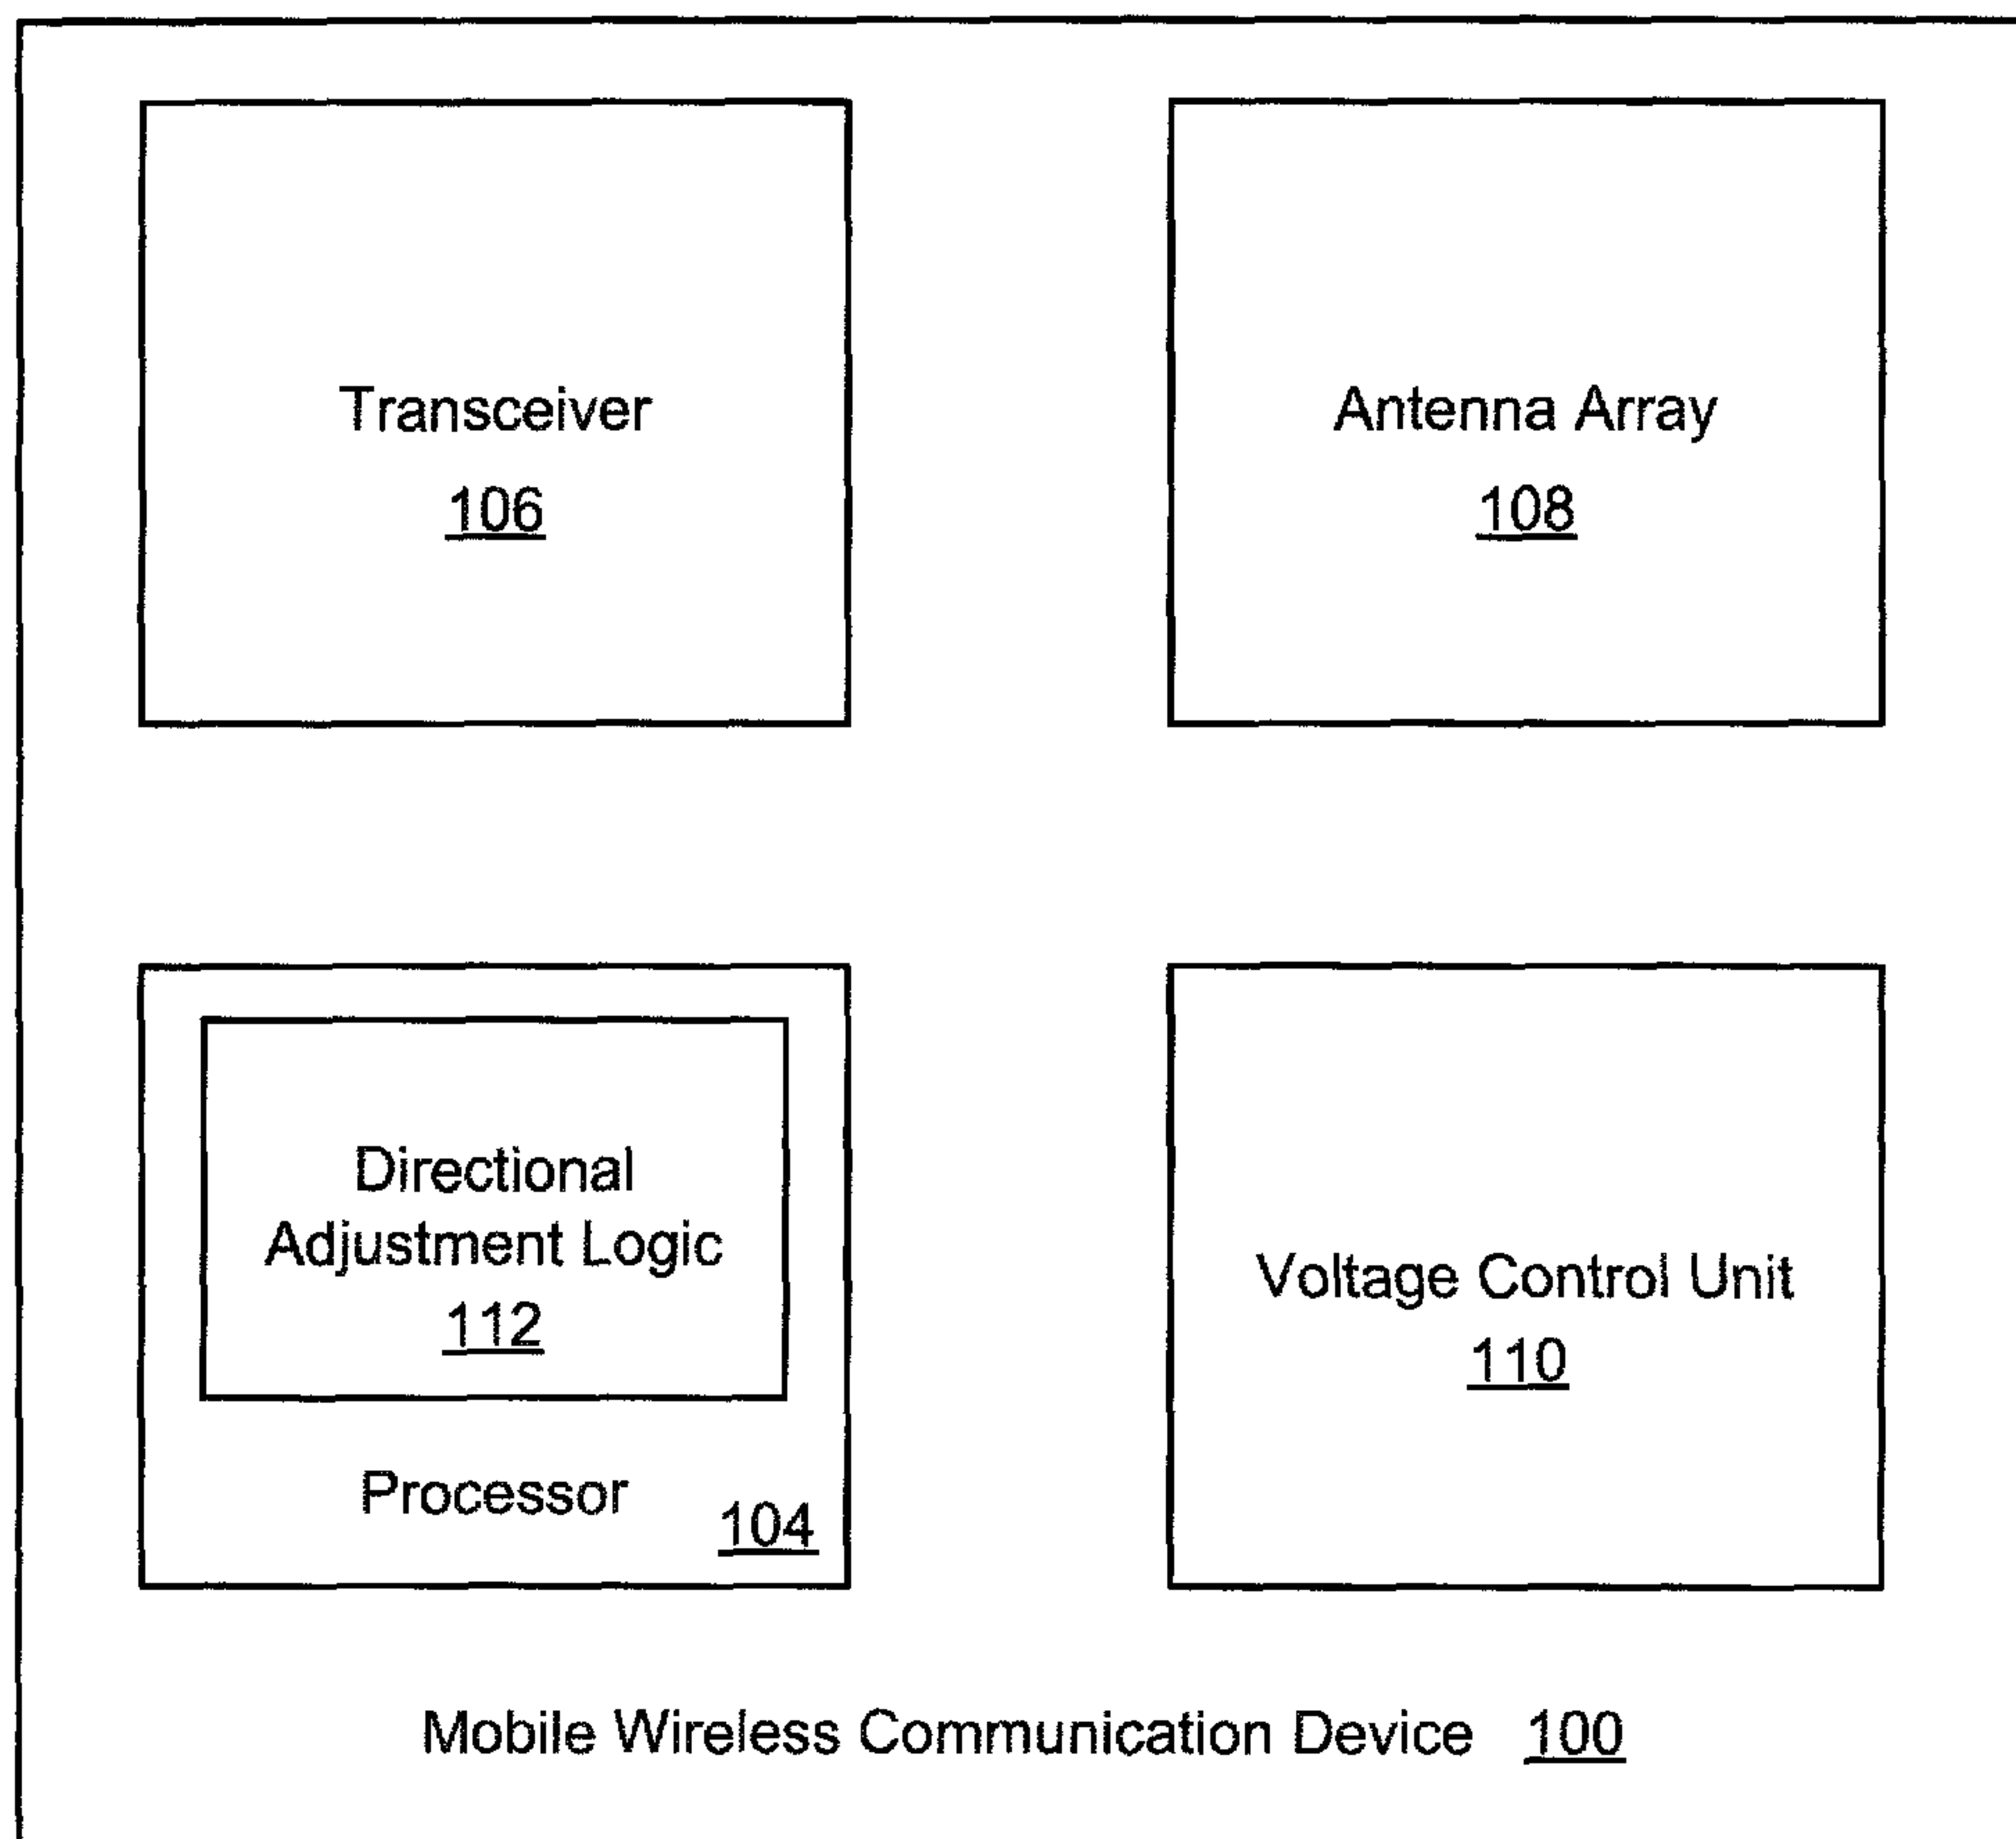 Transceiver
106
Antenna Array
108
Directional
Adjustment Logic
112
Processor
104
Voltage Control Unit
110
Mobile Wireless Communication Device 100